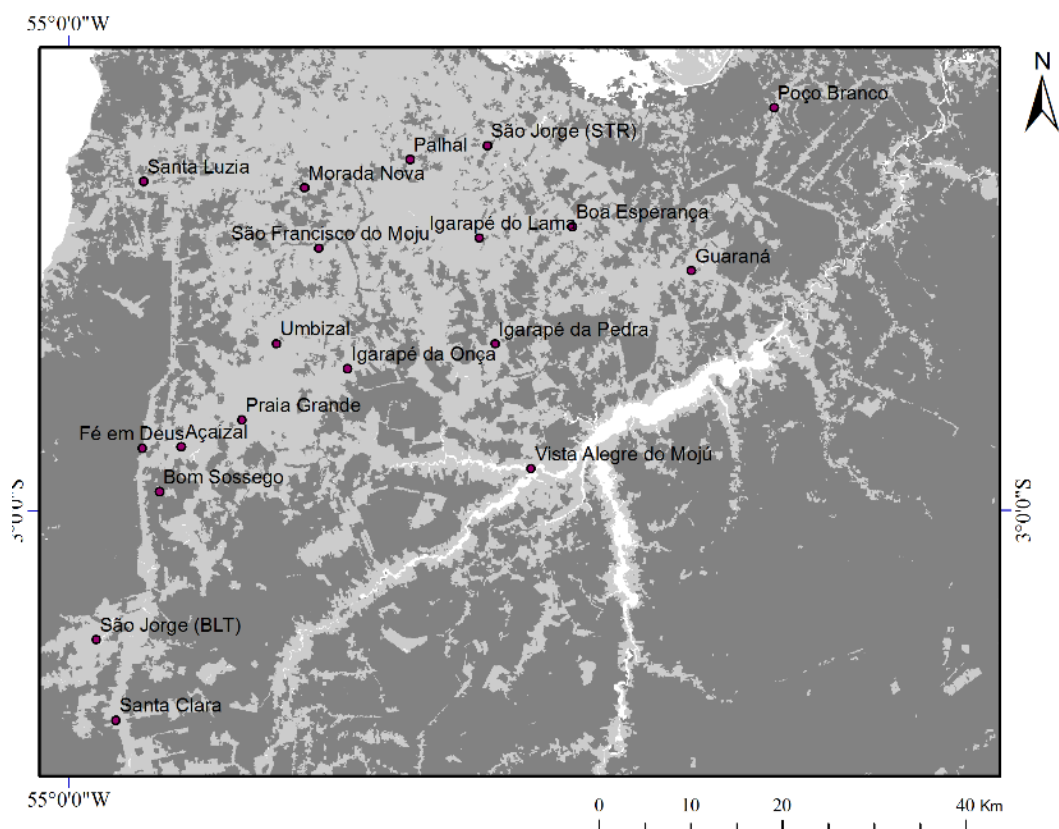 55°0'0"W
N
Poço Branco
São Jorge (STR)
Palhal
Santa Luzia
Morada Nova
Boa Esperança
Igarapé do Lama
São Francisco do Moju
Guaraná
Umbizal
Igarapé da Pedra
Igarapé da Onça
Praia Grande
Fé em Deus
Açaizal
Vista Alegre do Mojú
Bom Sossego
3°0'0"S
3°0'0"S
São Jorge (BLT)
Santa Clara
55°0'0"W
0 10 20 40 Km